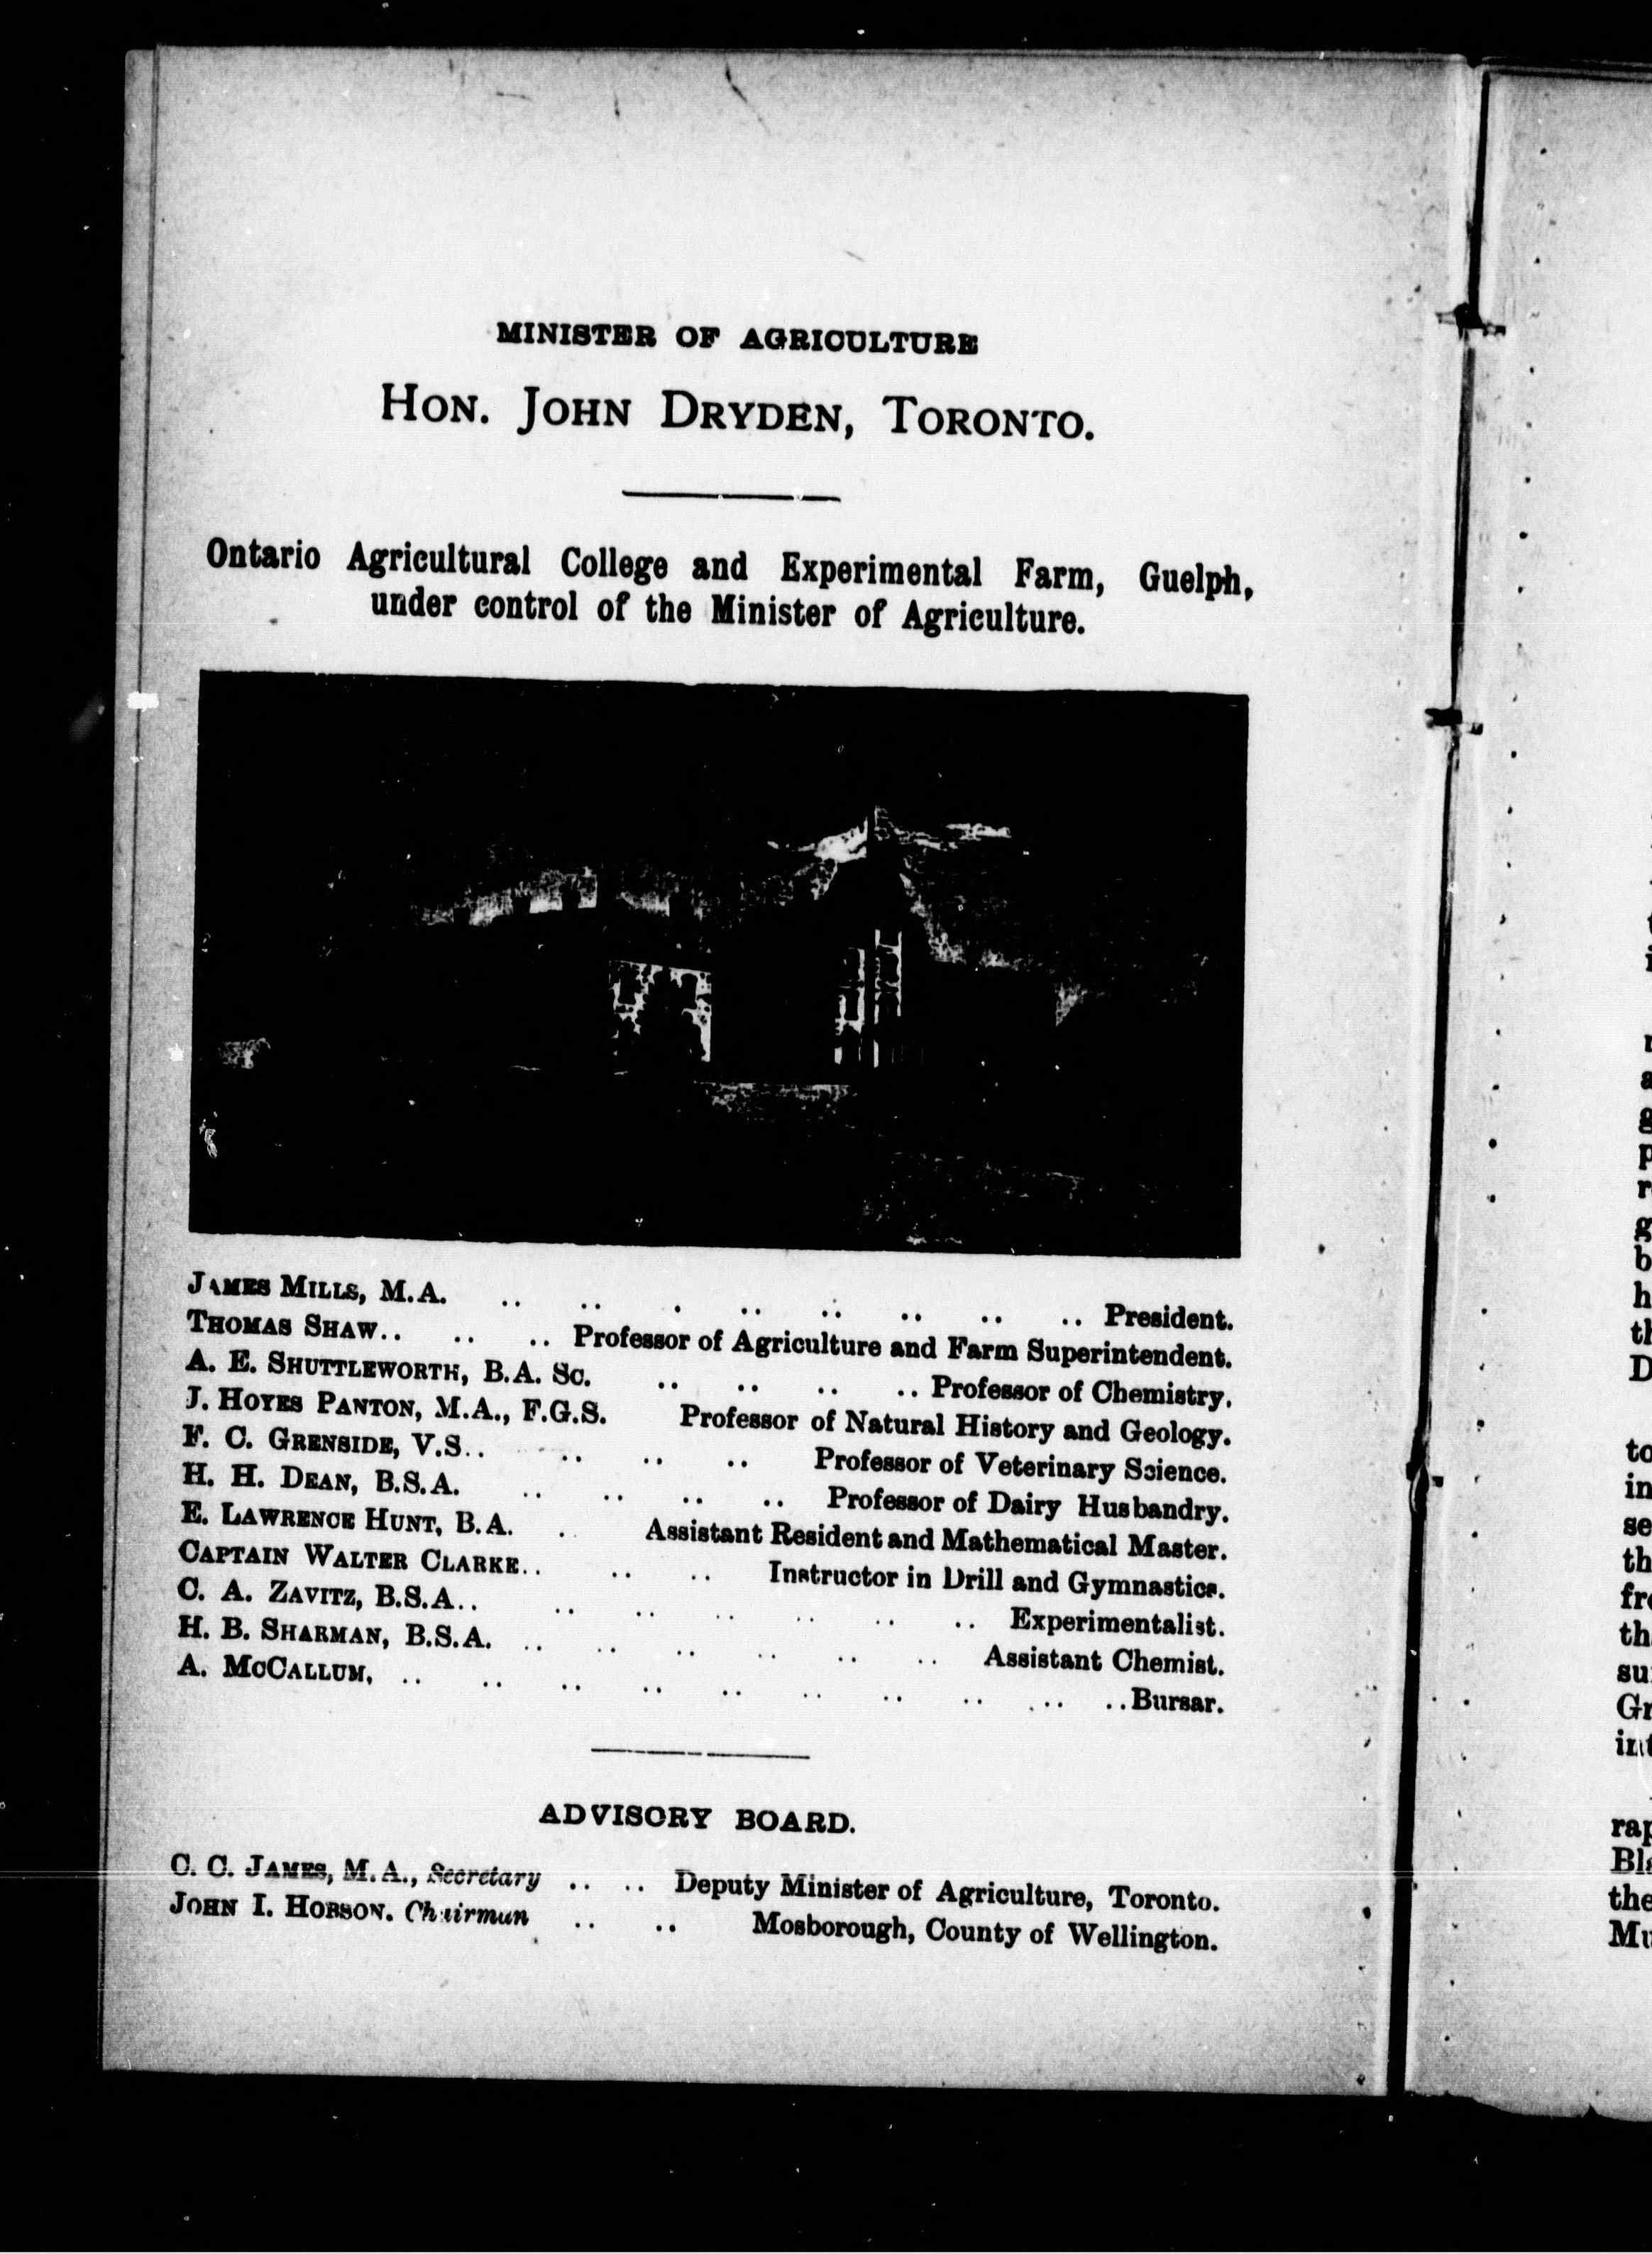 MINISTER OF AGRICULTURE
HON. JOHN DRYDEN, TORONTO.
Ontario Agricultural College and Experimental Farm, Guelph,
under control of the Minister of Agriculture.
JAMES MILLS, M.A. .. .. . .. .. .. .. .. President.
THOMAS SHAW.. .. .. Professor of Agriculture and Farm Superintendent.
A. E. SHUTTLEWORTH, B.A. Sc. .. .. .. .. Professor of Chemistry.
J. HOYES PANTON, M.A., F.G.S. Professor of Natural History and Geology.
F. C. GRENSIDE, V.S.. .. .. .. Professor of Veterinary Science.
H. H. DEAN, B.S.A. .. .. .. .. Professor of Dairy Husbandry.
E. LAWRENCE HUNT, B.A. . Assistant Resident and Mathematical Master.
CAPTAIN WALTER CLARKE.. .. .. Instructor in Drill and Gymnastics.
C. A. ZAVITZ, B.S.A.. .. .. .. .. .. .. Experimentalist.
H. B. SHARMAN, B.S.A. .. .. .. .. .. .. Assistant Chemist.
A. MCCALLUM, .. .. .. .. .. .. .. .. .. .. Bursar.
ADVISORY BOARD.
C. C. JAMES, M.A., Secretary .. .. Deputy Minister of Agriculture, Toronto.
JOHN I. HOBSON. Chairman .. .. Mosborough, County of Wellington.